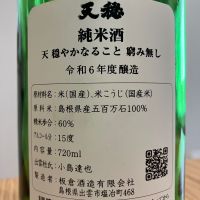 天穏
純米酒
天 穏やかなること 窮み無し
令和6年度醸造
原材料名：米(国産)、米こうじ(国産米)
原料米：島根県産五百万石100%
精米歩合：60%
アルコール分：15度
内容量：720ml
出雲杜氏：小島達也
製造者：板倉酒造有限会社
島根県出雲市塩冶町468